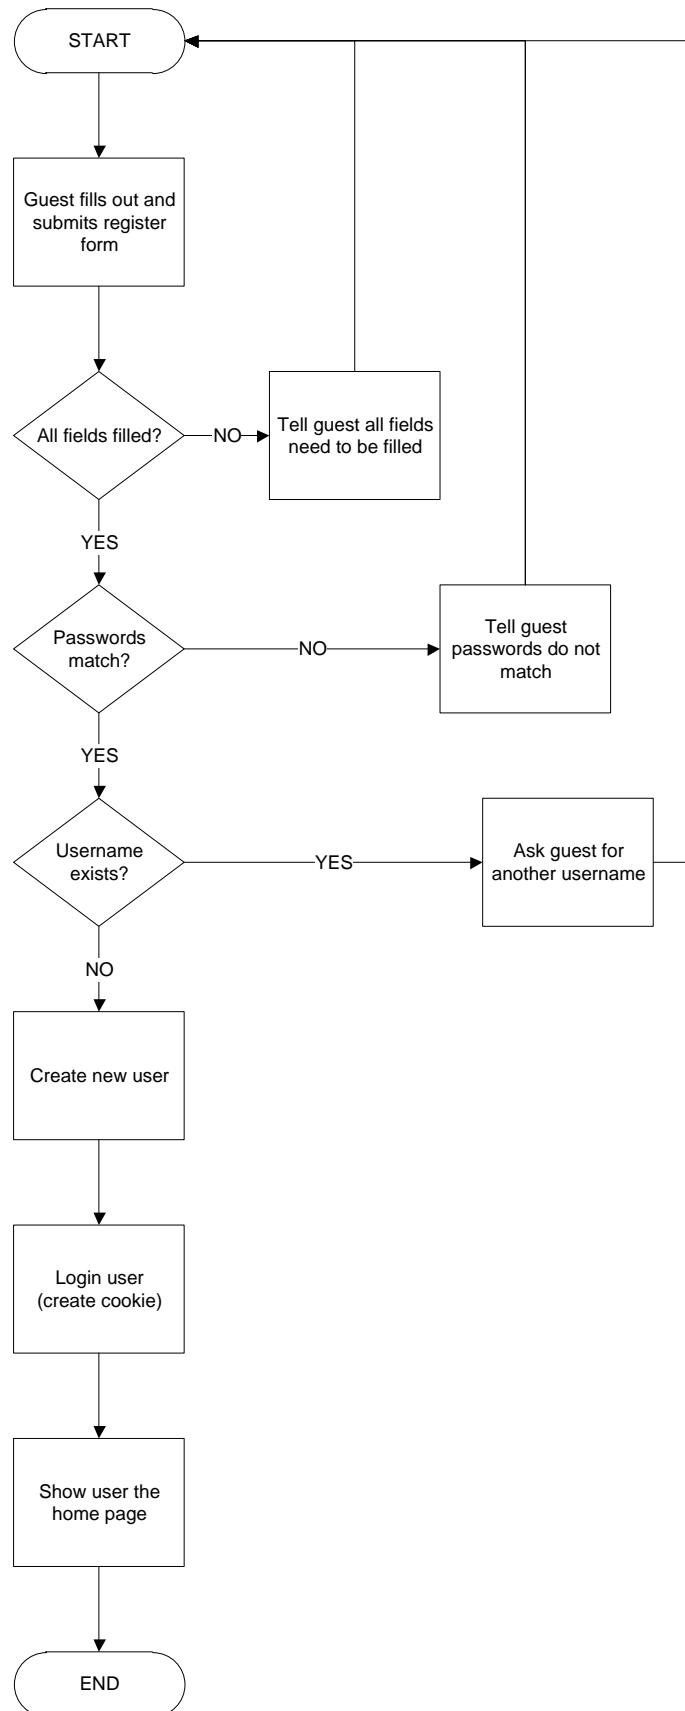 START
Guest fills out and
submits register
form
All fields filled?
NO
Tell guest all fields
need to be filled
YES
Passwords
match?
NO
Tell guest
passwords do not
match
YES
Username
exists?
YES
Ask guest for
another username
NO
Create new user
Login user
(create cookie)
Show user the
home page
END